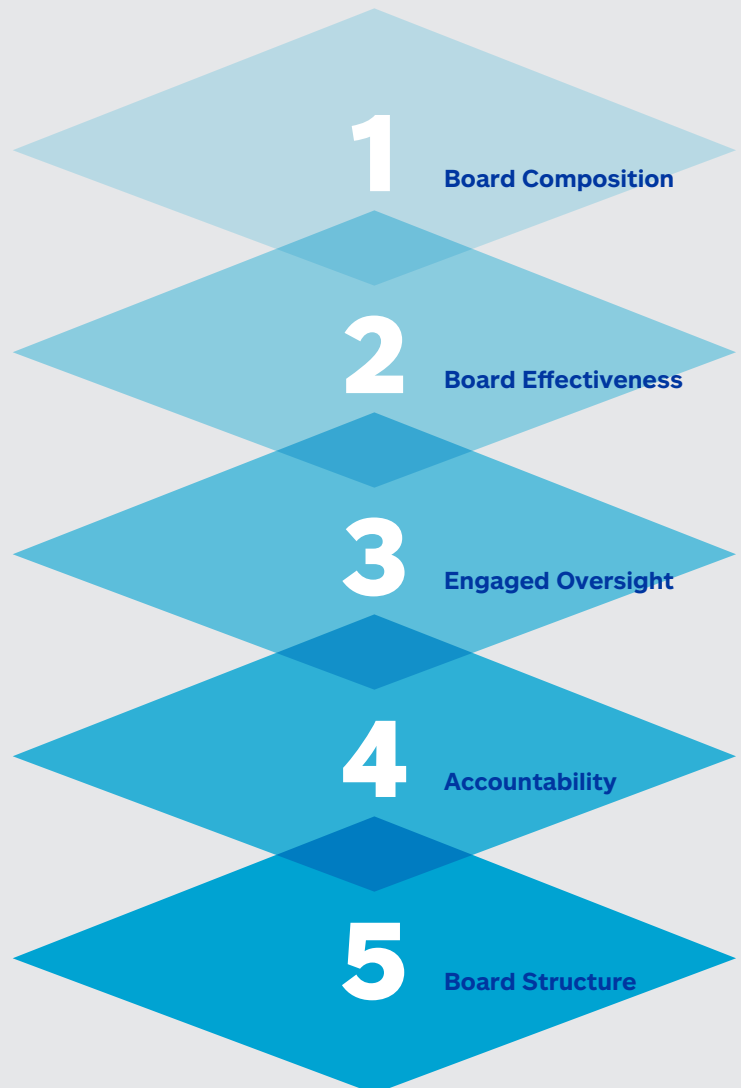 1
Board Composition
2
Board Effectiveness
3
Engaged Oversight
4
Accountability
5
Board Structure